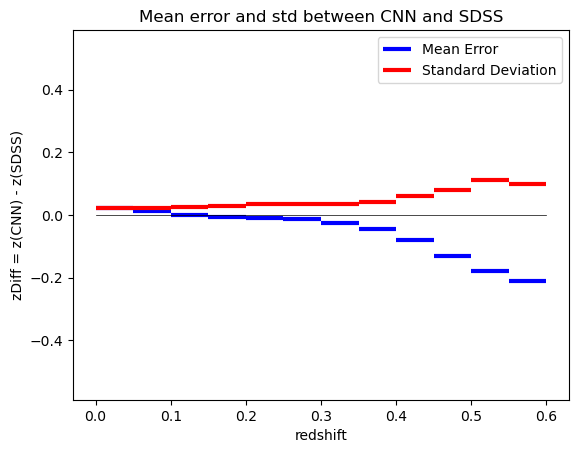 Mean error and std between CNN and SDSS
Mean Error
Standard Deviation
zDiff = z(CNN) - z(SDSS)
0.4
0.2
0.0
−0.2
−0.4
0.0 0.1 0.2 0.3 0.4 0.5 0.6
redshift